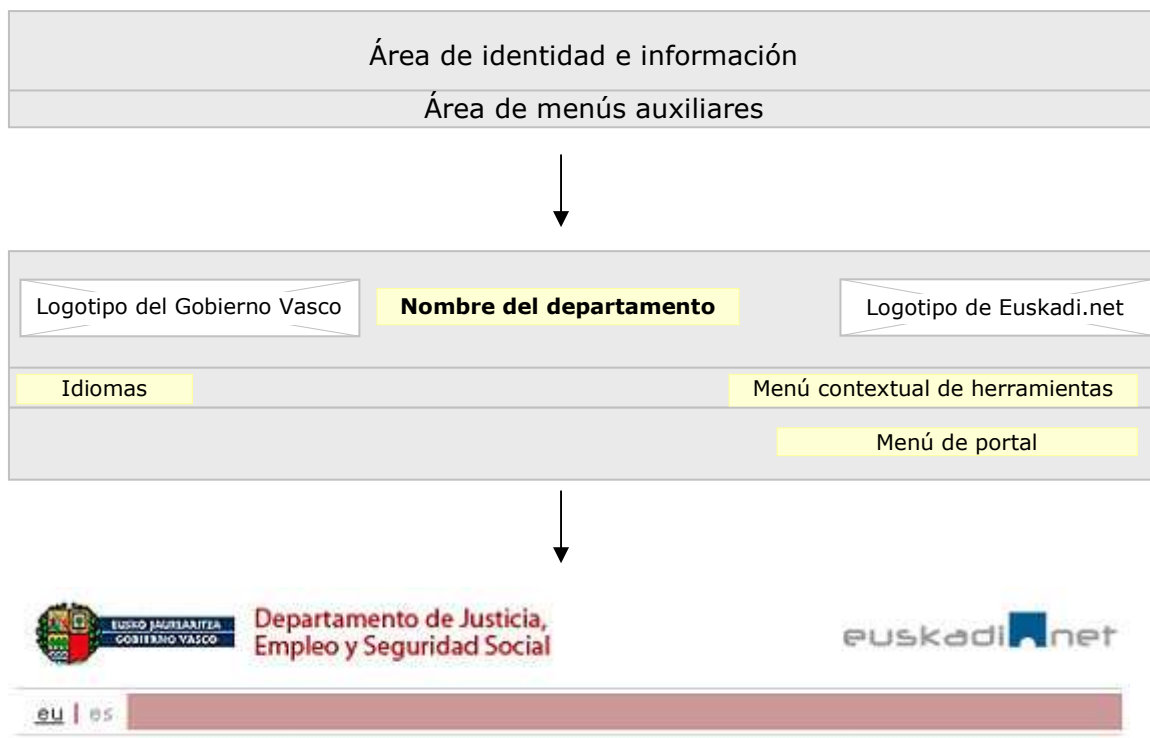 Área de identidad e información
Área de menús auxiliares
Logotipo del Gobierno Vasco
Nombre del departamento
Logotipo de Euskadi.net
Idiomas
Menú contextual de herramientas
Menú de portal
EUSKO JAURLARITZA
GOBIERNO VASCO
Departamento de Justicia,
Empleo y Seguridad Social
euskadi net
eu | es